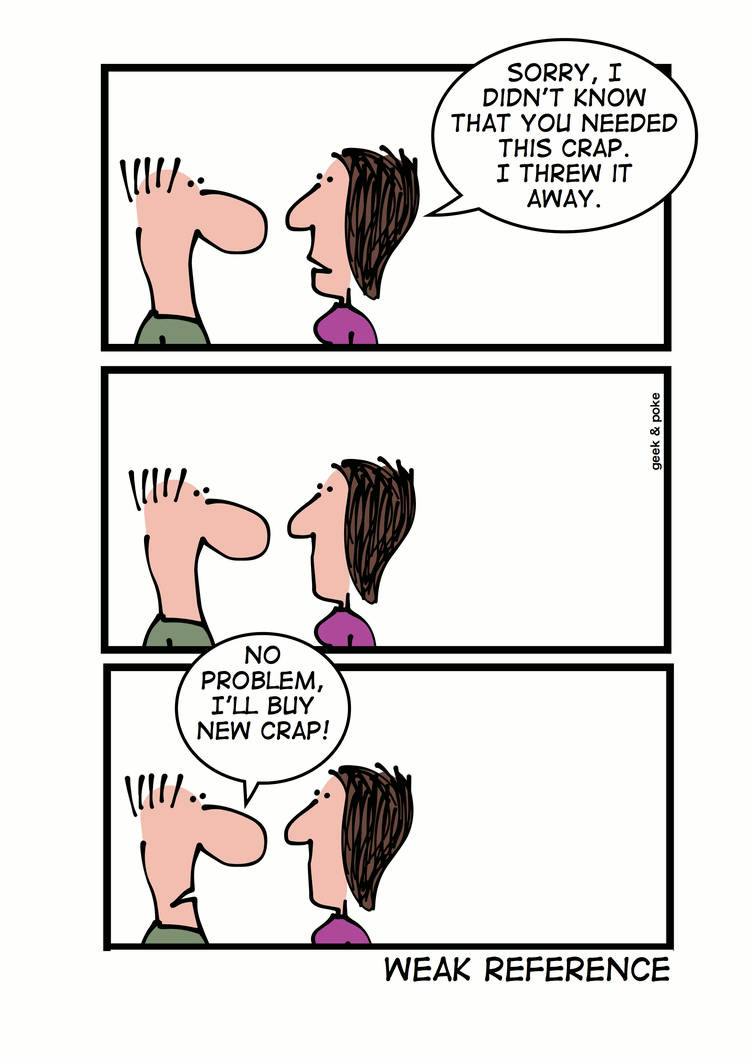 SORRY, I
DIDN'T KNOW
THAT YOU NEEDED
THIS CRAP.
I THREW IT
AWAY.
geek & poke
NO
PROBLEM,
I'LL BUY
NEW CRAP!
WEAK REFERENCE